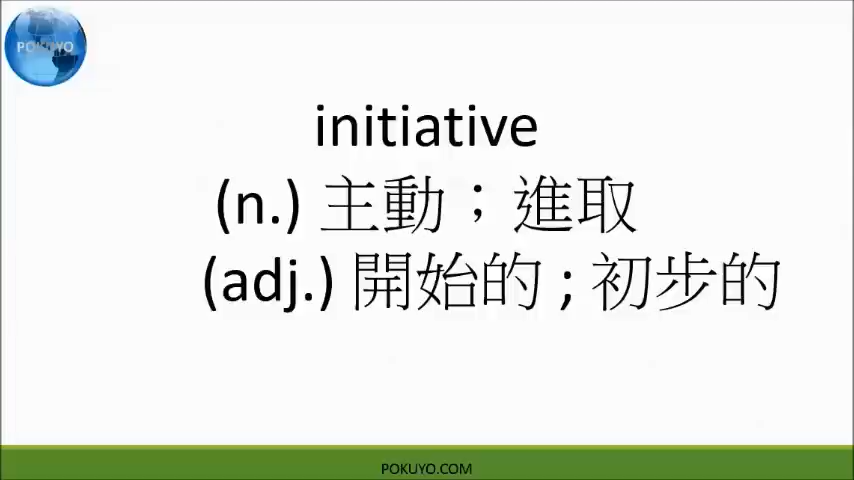 POKUYO
initiative
(n.) 主動；進取
(adj.) 開始的 ; 初步的
POKUYO.COM